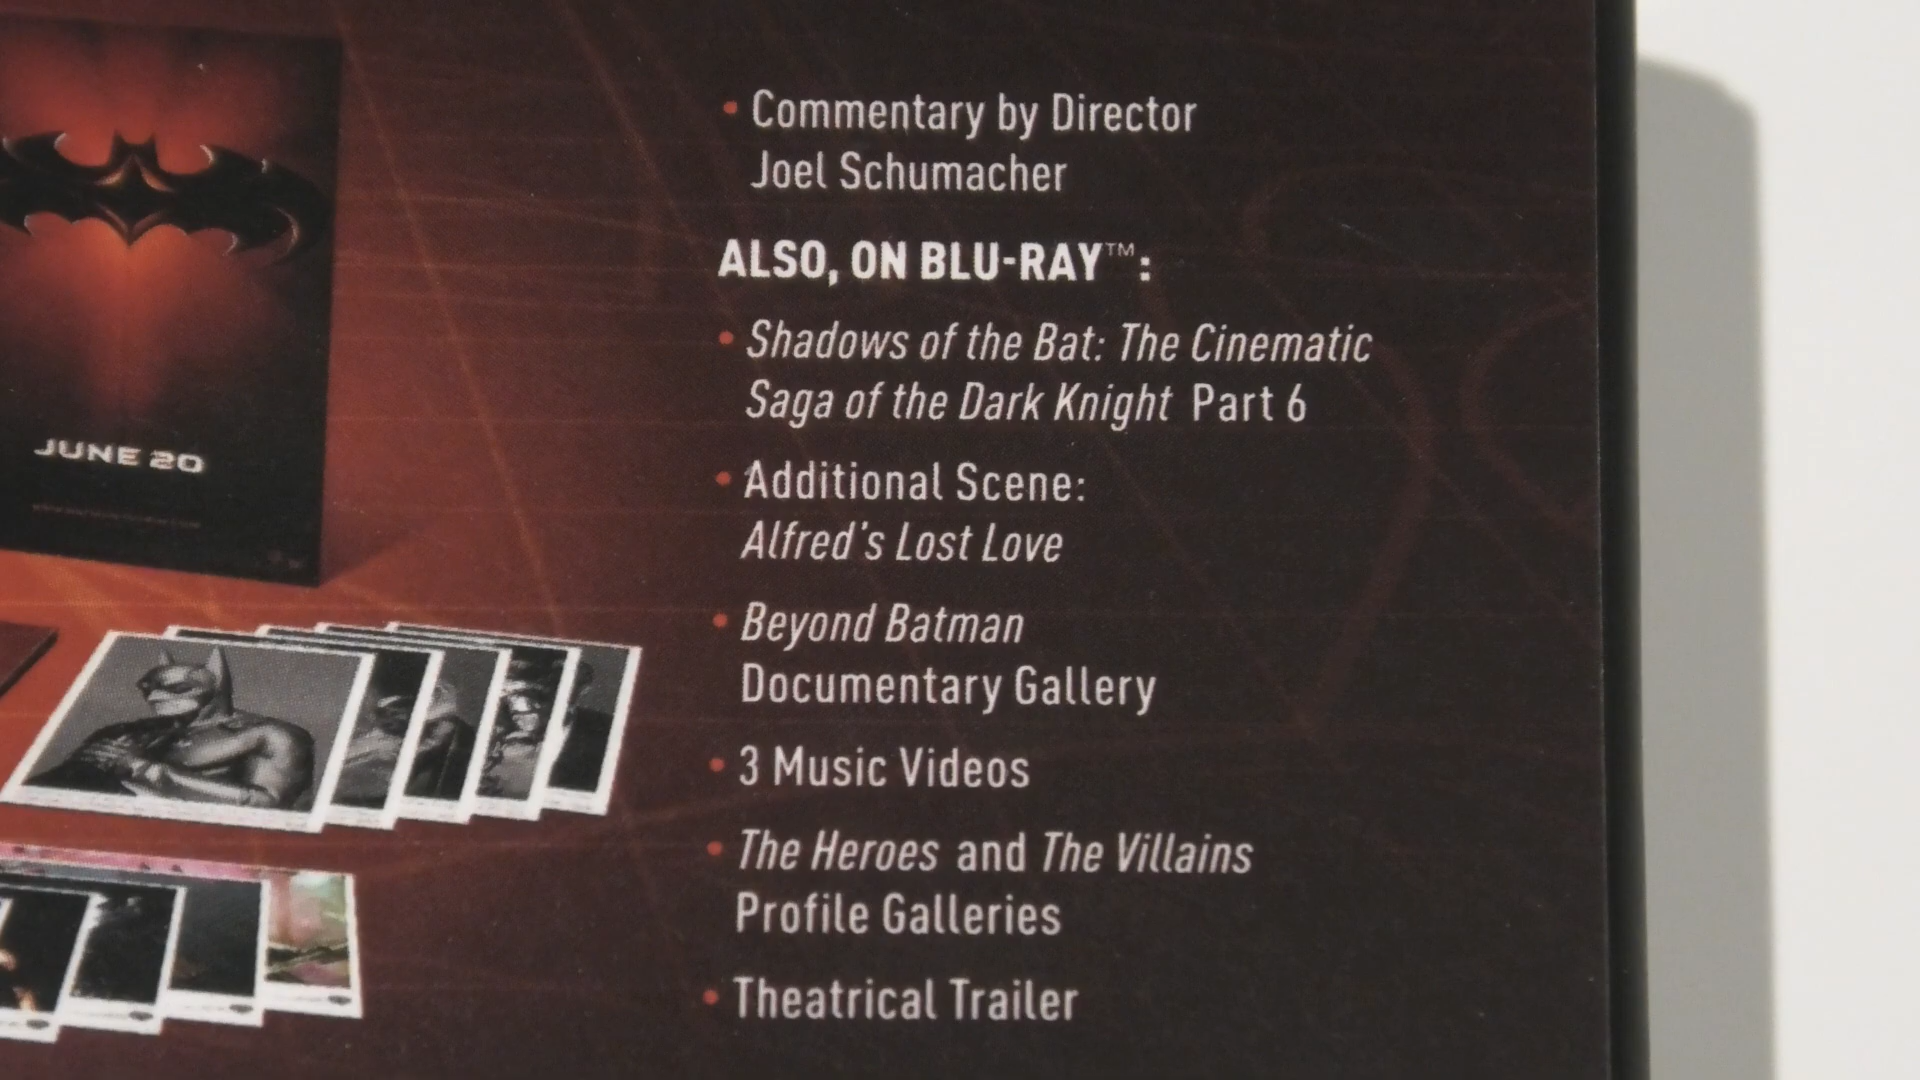 • Commentary by Director
Joel Schumacher
ALSO, ON BLU-RAY™:
• Shadows of the Bat: The Cinematic
Saga of the Dark Knight Part 6
• Additional Scene:
Alfred's Lost Love
• Beyond Batman
Documentary Gallery
• 3 Music Videos
• The Heroes and The Villains
Profile Galleries
• Theatrical Trailer
JUNE 20